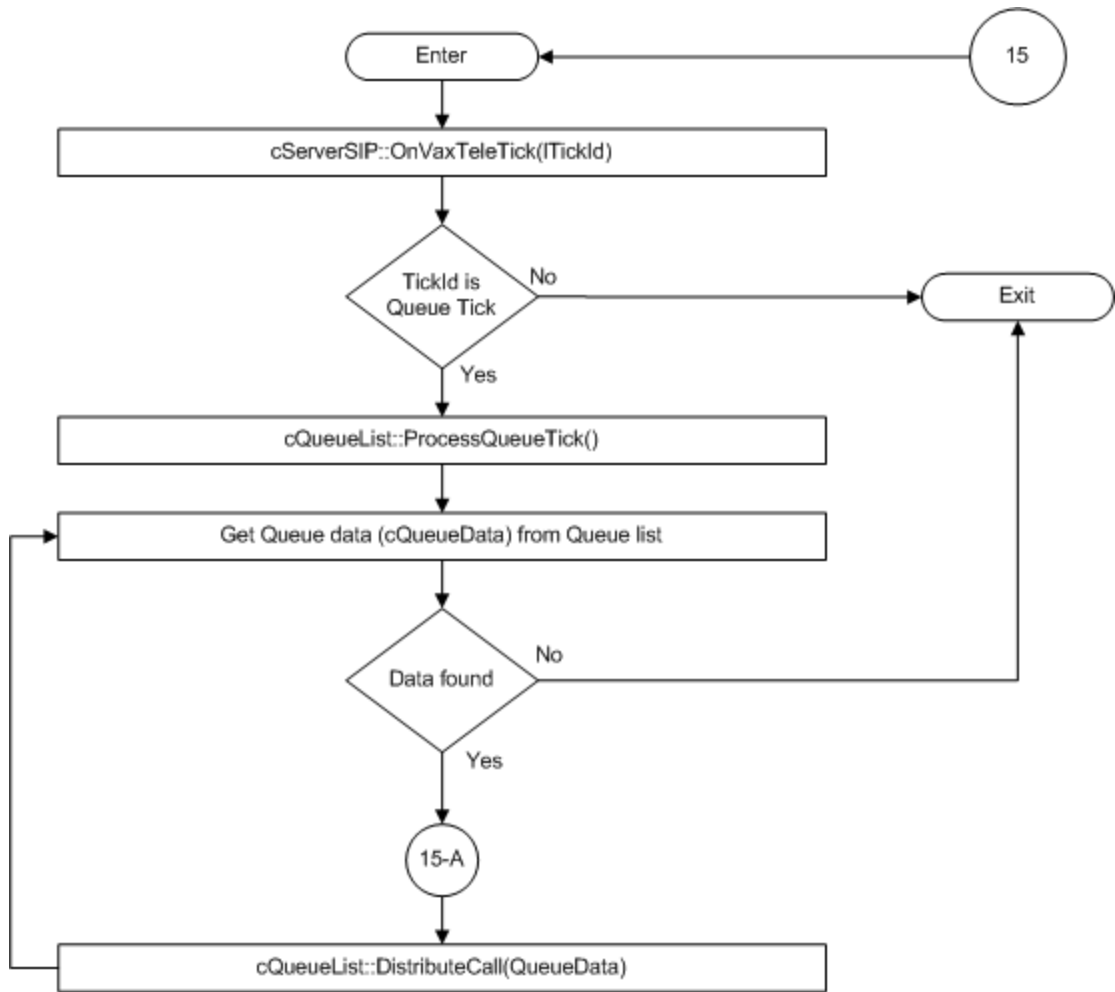 Enter
15
cServerSIP::OnVaxTeleTick(lTickId)
TickId is
Queue Tick
No
Exit
Yes
cQueueList::ProcessQueueTick()
Get Queue data (cQueueData) from Queue list
No
Data found
Yes
15-A
cQueueList::DistributeCall(QueueData)